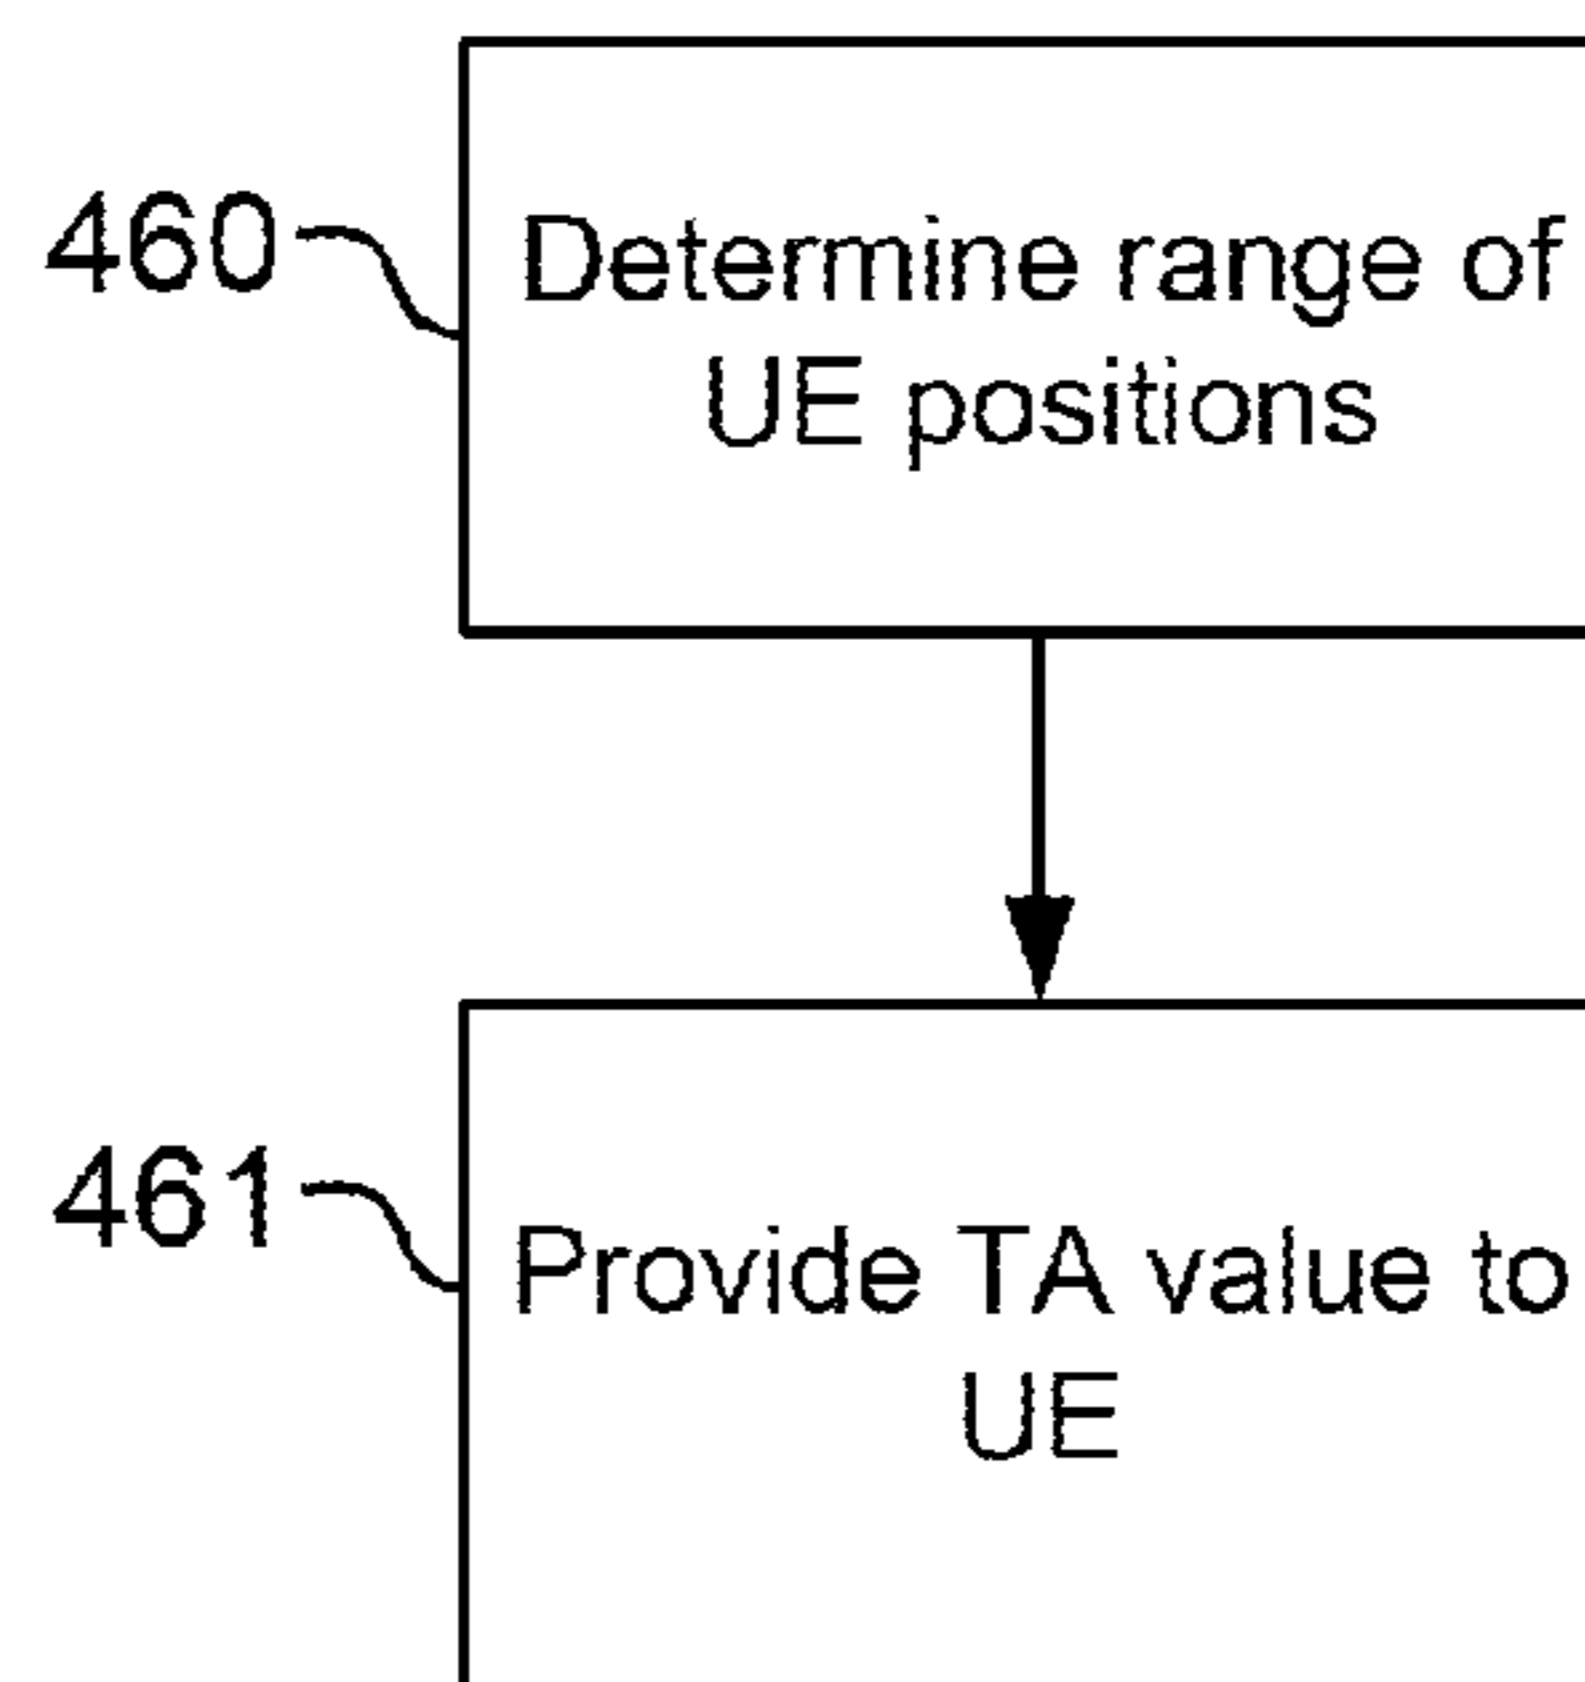 460
Determine range of
UE positions
461
Provide TA value to
UE